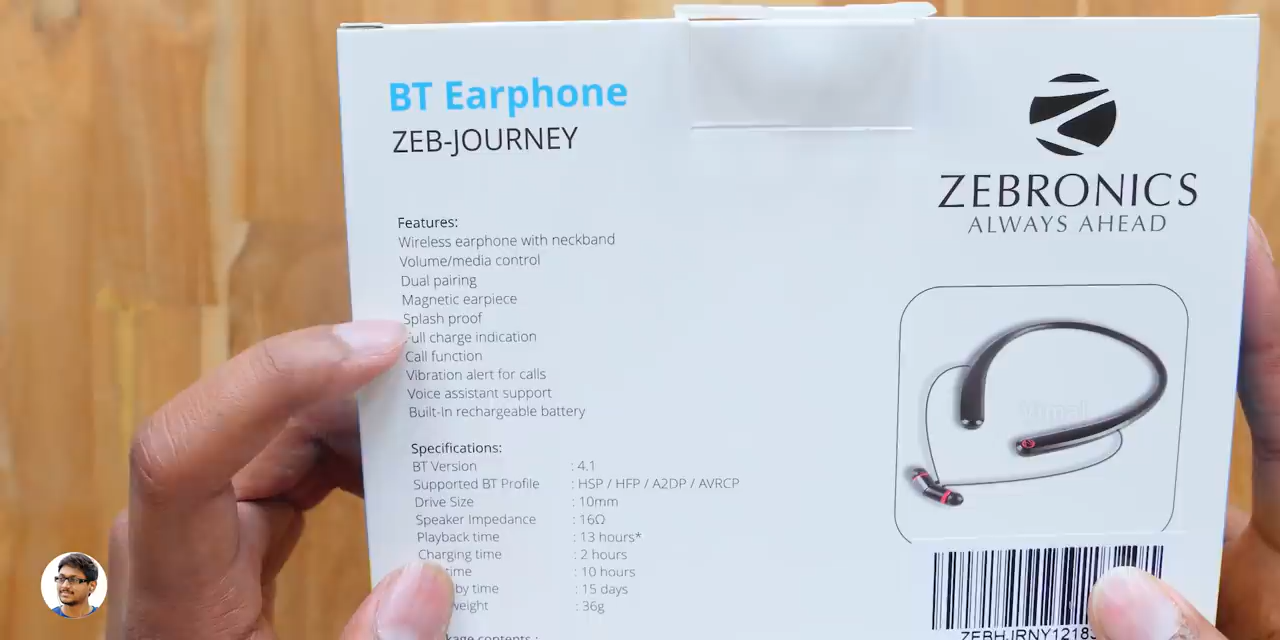 BT Earphone
ZEB-JOURNEY
ZEBRONICS
ALWAYS AHEAD
Features:
Wireless earphone with neckband
Volume/media control
Dual pairing
Magnetic earpiece
Splash proof
Full charge indication
Call function
Vibration alert for calls
Voice assistant support
Built-in rechargeable battery
Specifications:
BT Version : 4.1
Supported BT Profile : HSP / HFP / A2DP / AVRCP
Drive Size : 10mm
Speaker Impedance : 16Ω
Playback time : 13 hours*
Charging time : 2 hours
time : 10 hours
by time : 15 days
weight : 36g
contents :